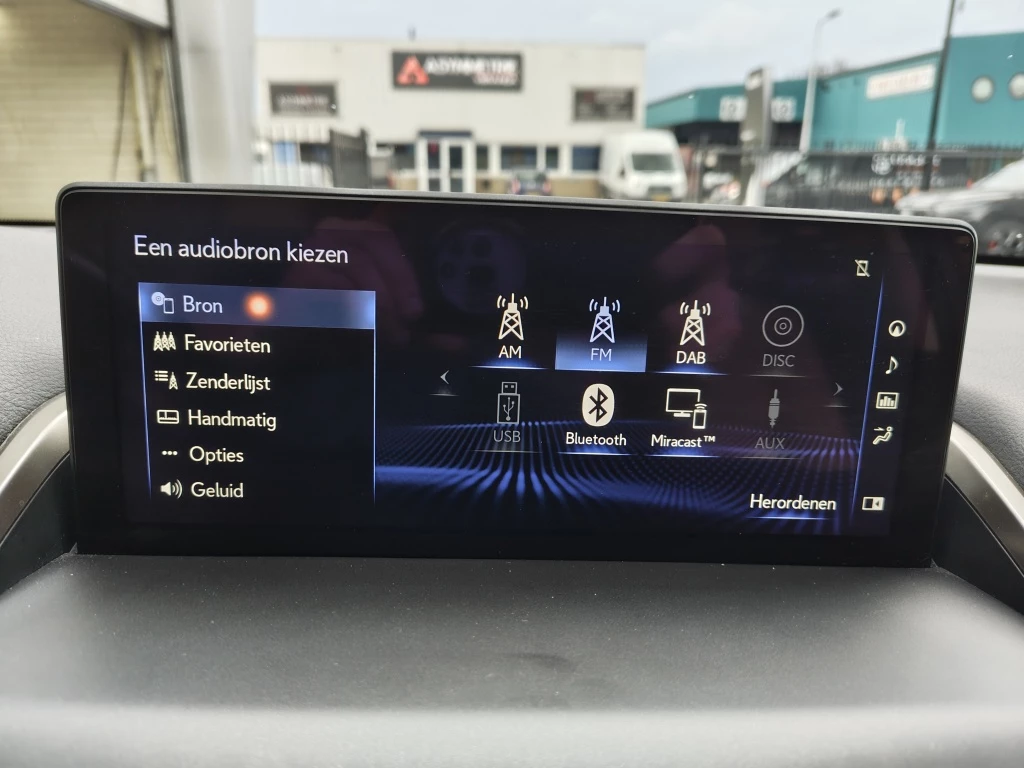 Een audiobron kiezen
Bron
Favorieten
Zenderlijst
Handmatig
Opties
Geluid
AM
FM
DAB
DISC
USB
Bluetooth
Miracast™
AUX
Herordenen